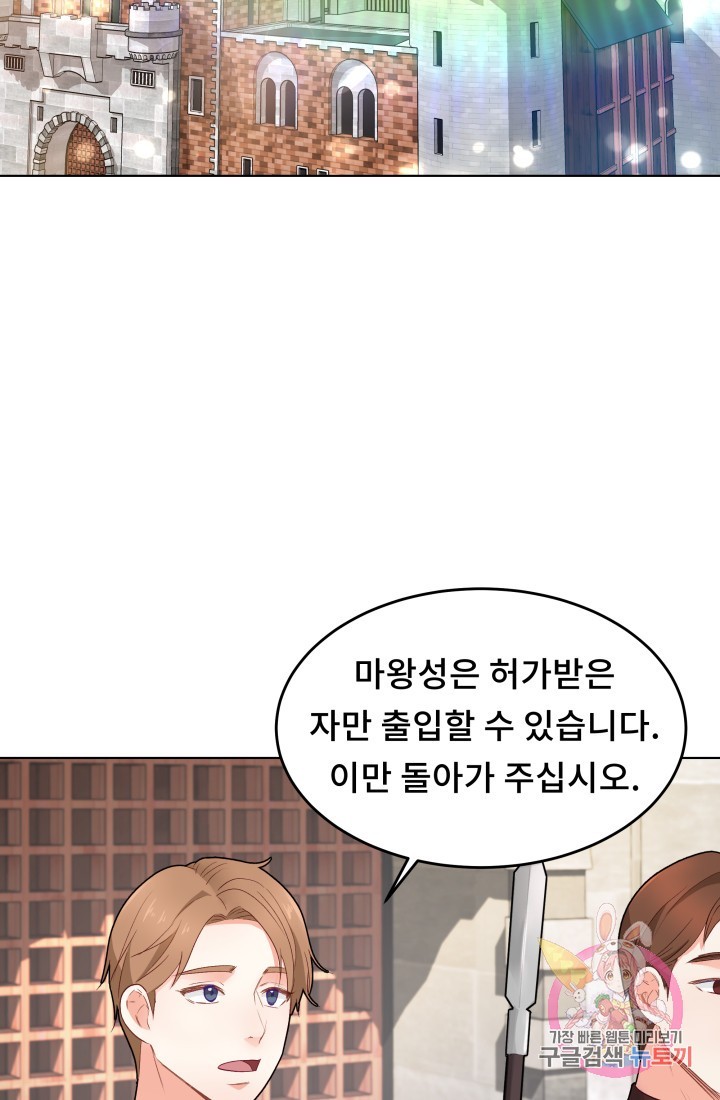 마왕성은 허가받은
자만 출입할 수 있습니다.
이만 돌아가 주십시오.
가장 빠른 웹툰 미리보기
구글검색 뉴토끼